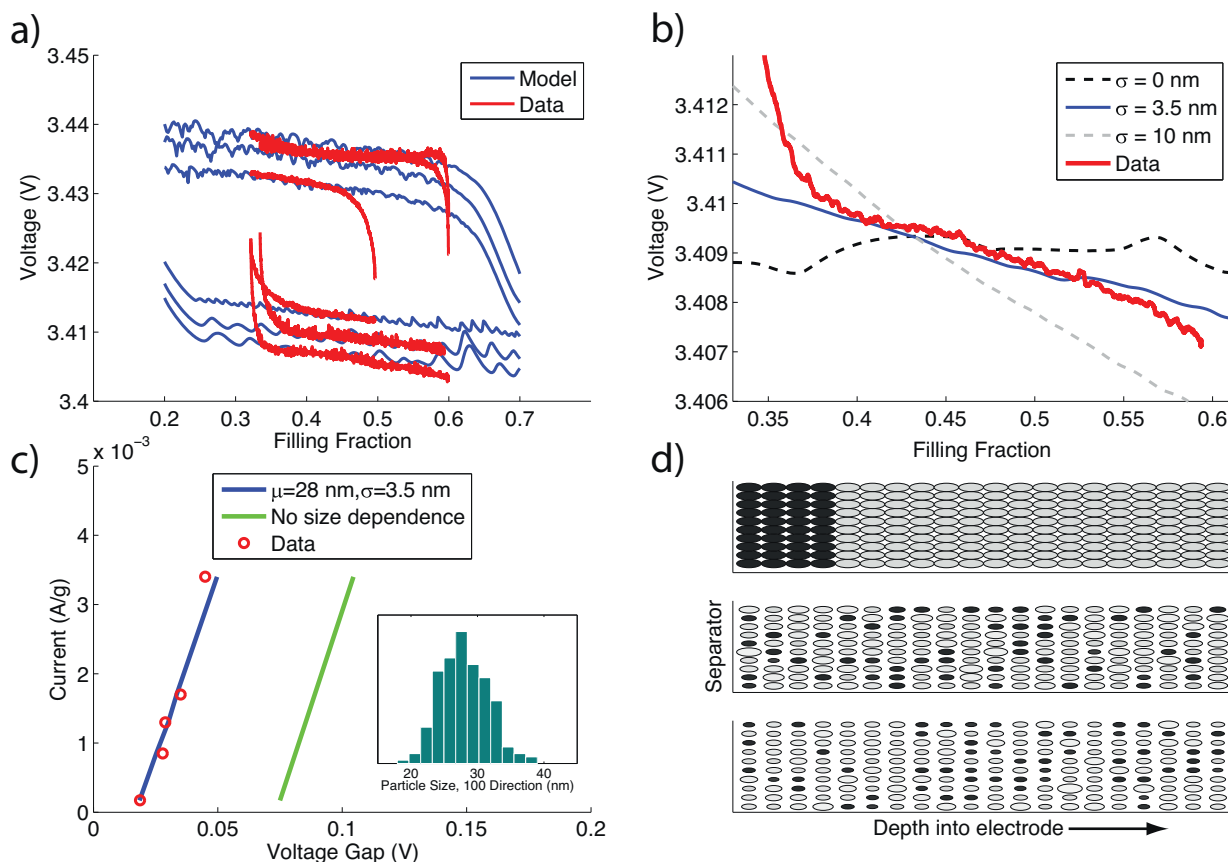 a)
3.45
3.44
3.43
3.42
3.41
3.4
Voltage (V)
0.2 0.3 0.4 0.5 0.6 0.7
Filling Fraction
Model
Data
b)
3.412
3.411
3.41
3.409
3.408
3.407
3.406
Voltage (V)
0.35 0.4 0.45 0.5 0.55 0.6
Filling Fraction
σ = 0 nm
σ = 3.5 nm
σ = 10 nm
Data
c)
x 10⁻³
5
4
3
2
1
0
Current (A/g)
0 0.05 0.1 0.15 0.2
Voltage Gap (V)
μ=28 nm,σ=3.5 nm
No size dependence
Data
20 30 40
Particle Size, 100 Direction (nm)
d)
Separator
Depth into electrode